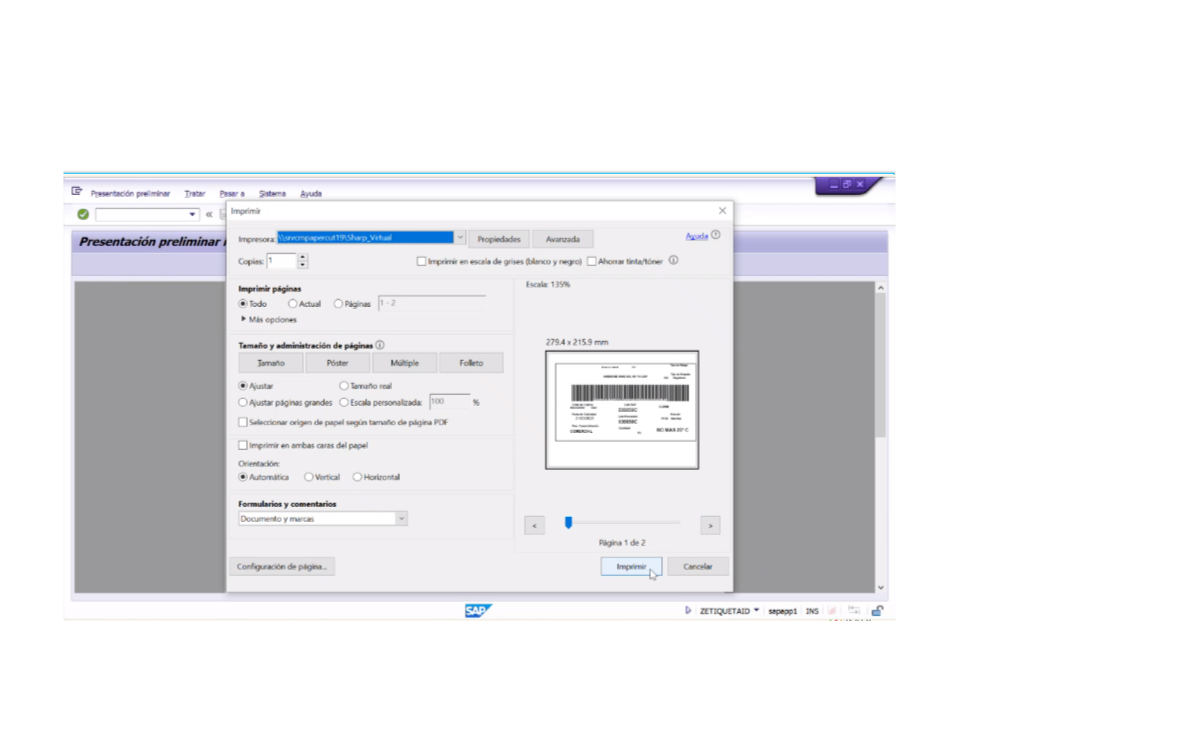 Presentación preliminar Tratar Pasar a Sistema Ayuda
Presentación preliminar
Imprimir
Impresora: \\srvcmpapercut19\Sharp_Virtual Propiedades Avanzada Ayuda
Copias: 1 Imprimir en escala de grises (blanco y negro) Ahorrar tinta/tóner
Imprimir páginas
Todo Actual Páginas 1 - 2
Más opciones
Escala: 135%
Tamaño y administración de páginas
Tamaño Póster Múltiple Folleto
Ajustar Tamaño real
Ajustar páginas grandes Escala personalizada: 100 %
Seleccionar origen de papel según tamaño de página PDF
Imprimir en ambas caras del papel
Orientación:
Automática Vertical Horizontal
Formularios y comentarios
Documento y marcas
279.4 x 215.9 mm
COMERCIAL
NO MAS 25° C
< >
Página 1 de 2
Configuración de página... Imprimir Cancelar
SAP ZETIQUETAID sapapp1 INS